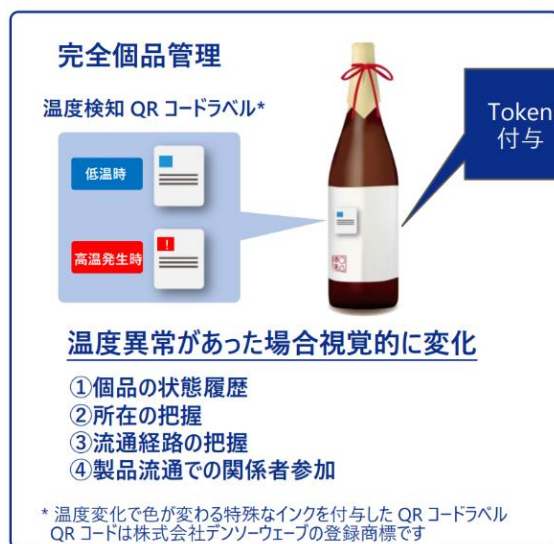 完全個品管理
温度検知 QR コードラベル*
低温時
高温発生時
!
Token
付与
温度異常があった場合視覚的に変化
①個品の状態履歴
②所在の把握
③流通経路の把握
④製品流通での関係者参加
* 温度変化で色が変わる特殊なインクを付与した QR コードラベル
QR コードは株式会社デンソーウェーブの登録商標です